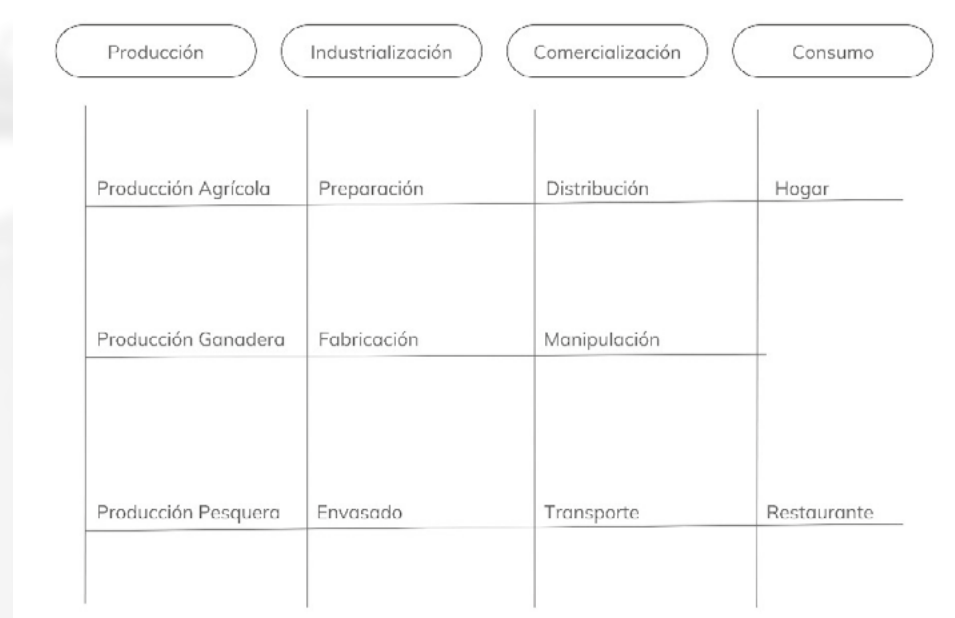 Producción
Industrialización
Comercialización
Consumo
Producción Agrícola
Preparación
Distribución
Hogar
Producción Ganadera
Fabricación
Manipulación
Producción Pesquera
Envasado
Transporte
Restaurante